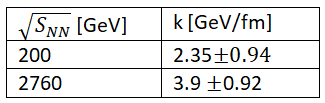 √S_NN [GeV] k [GeV/fm]
200 2.35±0.94
2760 3.9 ±0.92